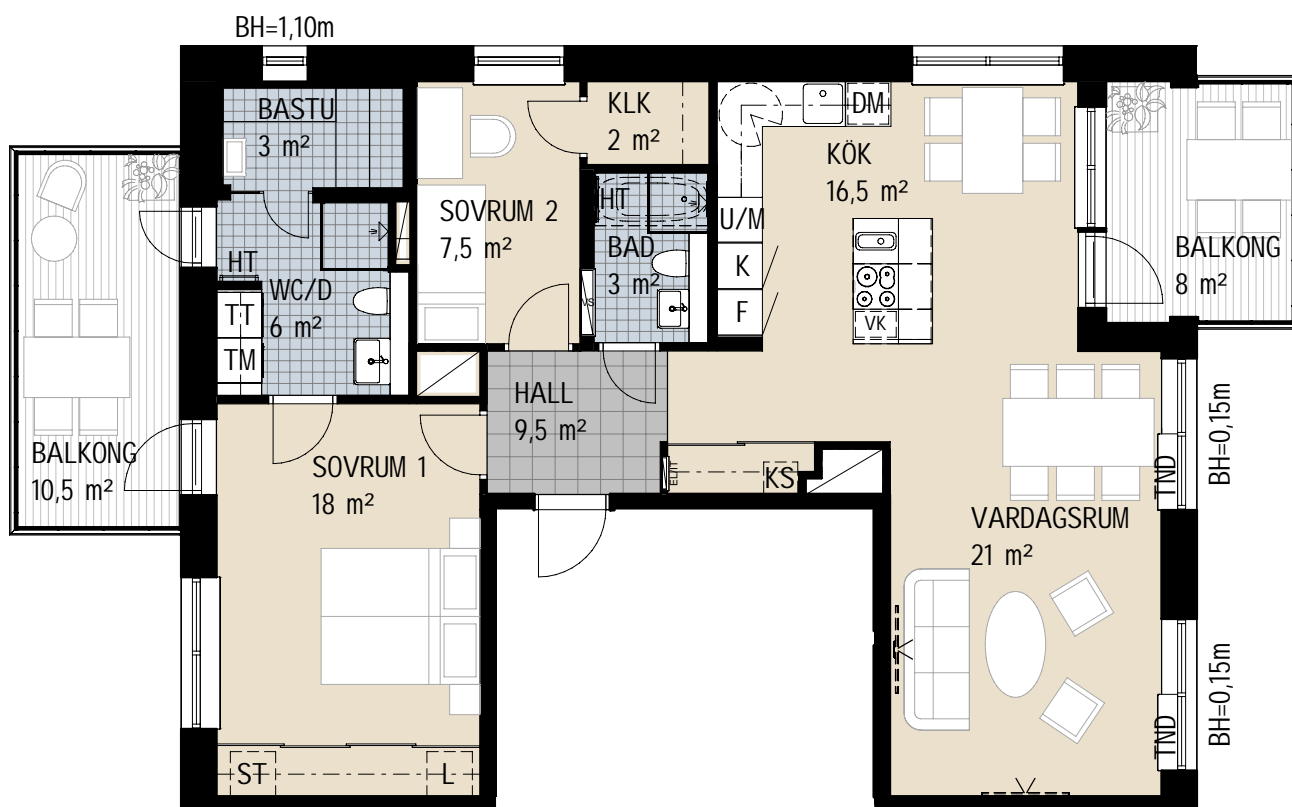 BH=1,10m
BASTU
3 m²
KLK
2 m²
DM
KÖK
16,5 m²
HT
SOVRUM 2
7,5 m²
U/M
BAD
3 m²
K
F
VS
VK
BALKONG
8 m²
HT
WC/D
6 m²
TT
TM
HALL
9,5 m²
BALKONG
10,5 m²
SOVRUM 1
18 m²
EL/IT
KS
TND
BH=0,15m
VARDAGSRUM
21 m²
TND
BH=0,15m
ST
L